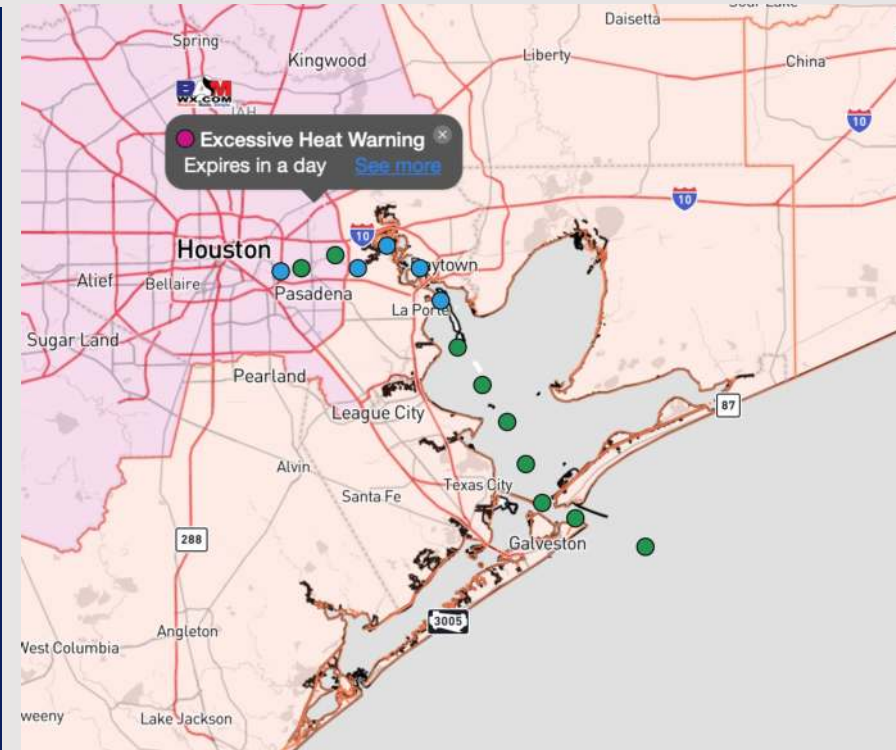 Daisetta
Spring
Kingwood
Liberty
China
BAM
WX.COM
IAH
10
Excessive Heat Warning
Expires in a day See more
10
10
Houston
Baytown
Alief
Bellaire
Pasadena
La Porte
Sugar Land
Pearland
League City
87
Alvin
Texas City
Santa Fe
288
Galveston
3005
Angleton
West Columbia
weeny
Lake Jackson